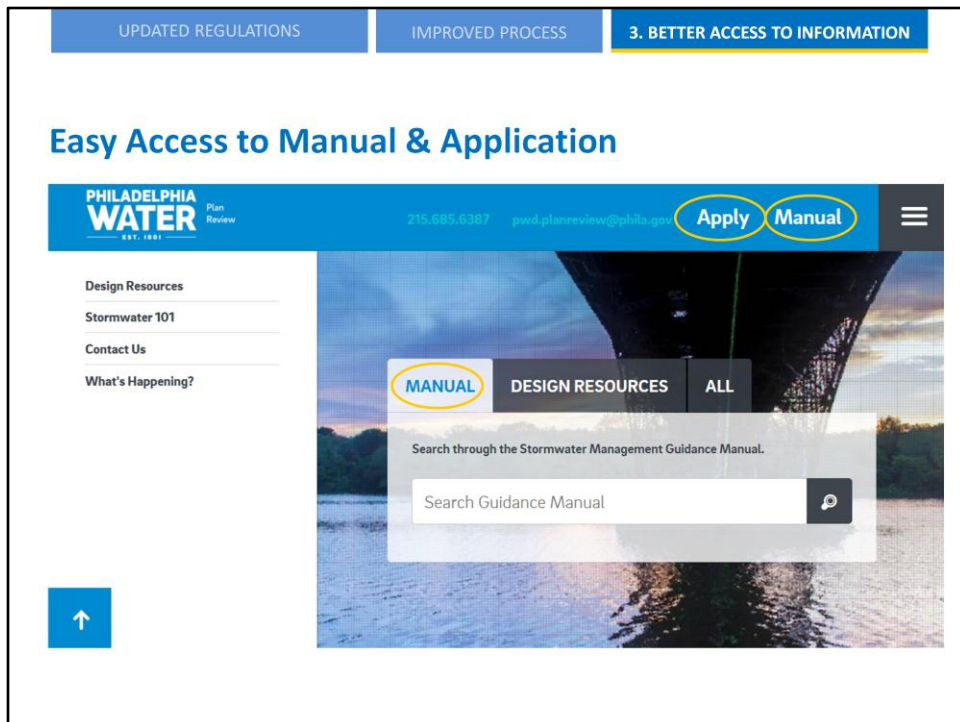 UPDATED REGULATIONS
IMPROVED PROCESS
3. BETTER ACCESS TO INFORMATION
Easy Access to Manual & Application
PHILADELPHIA
WATER
EST. 1801
Plan
Review
215.685.6387
pwd.planreview@phila.gov
Apply
Manual
Design Resources
Stormwater 101
Contact Us
What's Happening?
MANUAL
DESIGN RESOURCES
ALL
Search through the Stormwater Management Guidance Manual.
Search Guidance Manual